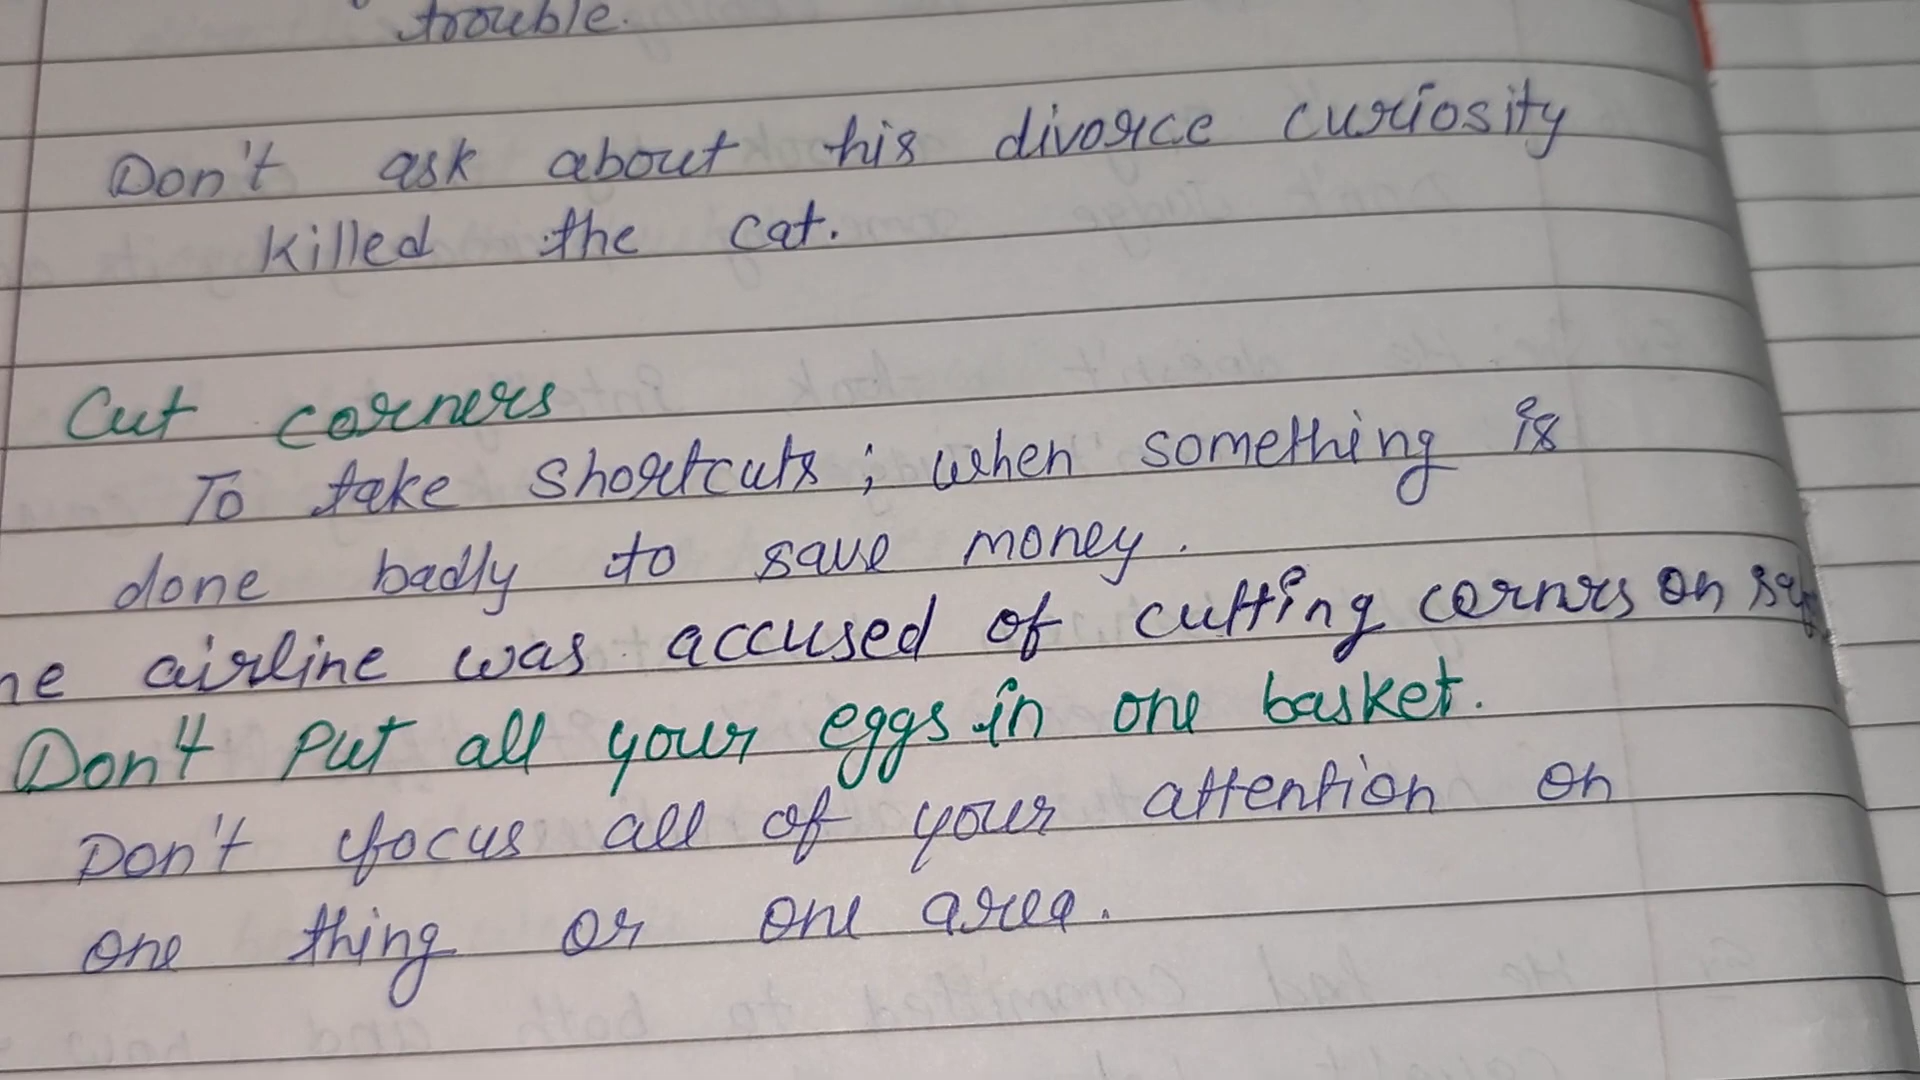 trouble.
Don't ask about his divorce curiosity
killed the cat.
Cut corners
To take shortcuts; when something is
done badly to save money.
airline was accused of cutting corners on
Don't Put all your eggs in one basket.
Don't focus all of your attention on
one thing or one area.